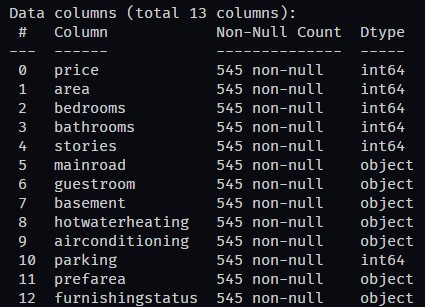 Data columns (total 13 columns):
 #   Column            Non-Null Count  Dtype
---  ------            --------------  -----
 0   price             545 non-null    int64
 1   area              545 non-null    int64
 2   bedrooms          545 non-null    int64
 3   bathrooms         545 non-null    int64
 4   stories           545 non-null    int64
 5   mainroad          545 non-null    object
 6   guestroom         545 non-null    object
 7   basement          545 non-null    object
 8   hotwaterheating   545 non-null    object
 9   airconditioning   545 non-null    object
 10  parking           545 non-null    int64
 11  prefarea          545 non-null    object
 12  furnishingstatus  545 non-null    object